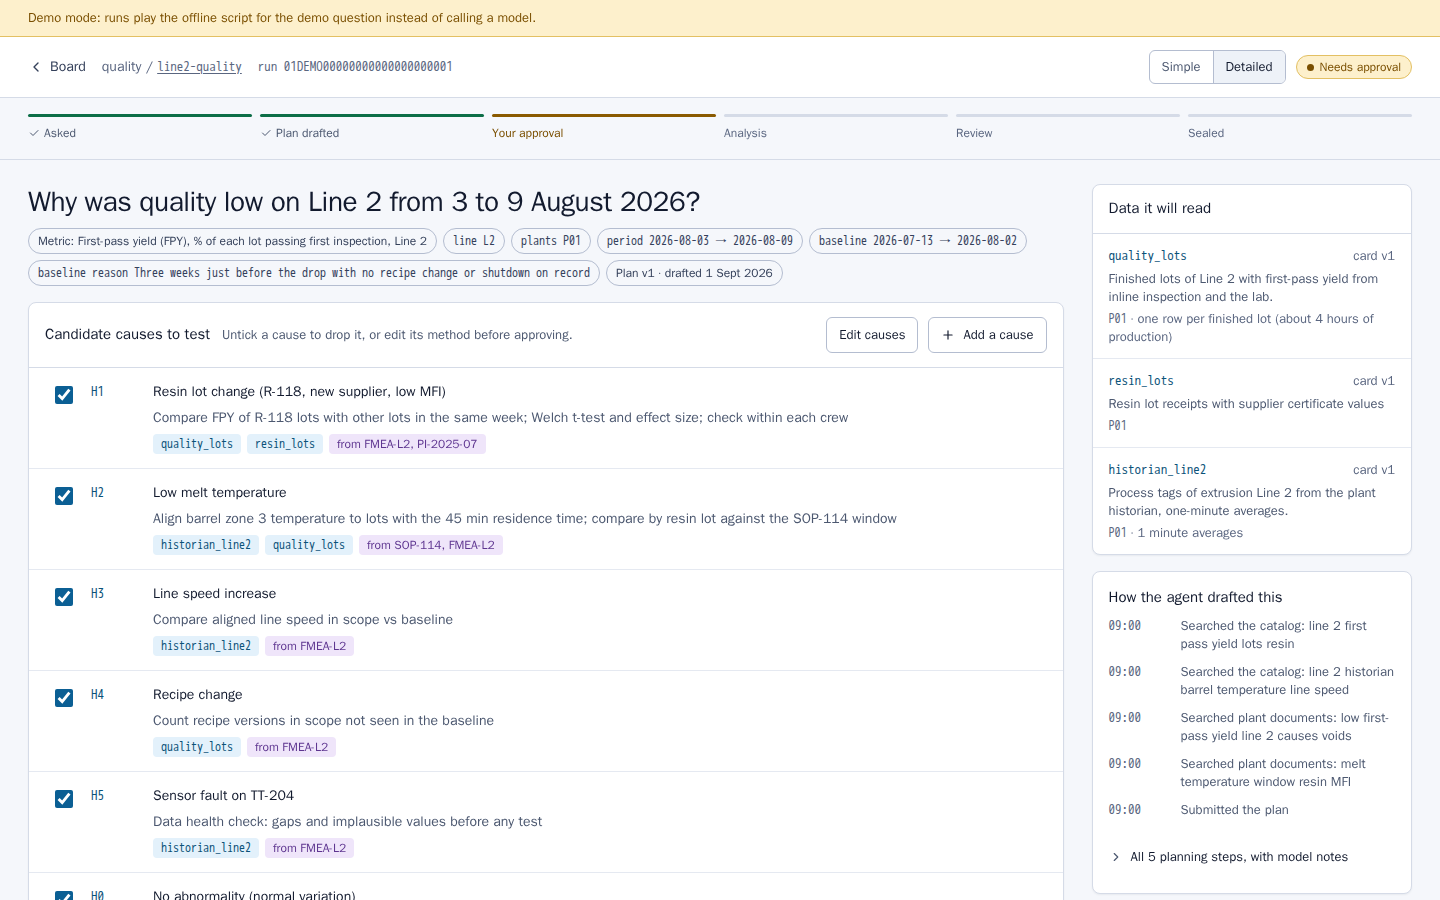 Demo mode: runs play the offline script for the demo question instead of calling a model.
Board quality / line2-quality run 01DEMO00000000000000000001 Simple Detailed Needs approval
Asked Plan drafted Your approval Analysis Review Sealed
Why was quality low on Line 2 from 3 to 9 August 2026?
Metric: First-pass yield (FPY), % of each lot passing first inspection, Line 2 line L2 plants P01 period 2026-08-03 → 2026-08-09 baseline 2026-07-13 → 2026-08-02
baseline reason Three weeks just before the drop with no recipe change or shutdown on record Plan v1 · drafted 1 Sept 2026
Candidate causes to test Untick a cause to drop it, or edit its method before approving. Edit causes + Add a cause
H1 Resin lot change (R-118, new supplier, low MFI)
Compare FPY of R-118 lots with other lots in the same week; Welch t-test and effect size; check within each crew
quality_lots resin_lots from FMEA-L2, PI-2025-07
H2 Low melt temperature
Align barrel zone 3 temperature to lots with the 45 min residence time; compare by resin lot against the SOP-114 window
historian_line2 quality_lots from SOP-114, FMEA-L2
H3 Line speed increase
Compare aligned line speed in scope vs baseline
historian_line2 from FMEA-L2
H4 Recipe change
Count recipe versions in scope not seen in the baseline
quality_lots from FMEA-L2
H5 Sensor fault on TT-204
Data health check: gaps and implausible values before any test
historian_line2 from FMEA-L2
H0 No abnormality (normal variation)
Data it will read
quality_lots card v1
Finished lots of Line 2 with first-pass yield from
inline inspection and the lab.
P01 · one row per finished lot (about 4 hours of
production)
resin_lots card v1
Resin lot receipts with supplier certificate values
P01
historian_line2 card v1
Process tags of extrusion Line 2 from the plant
historian, one-minute averages.
P01 · 1 minute averages
How the agent drafted this
09:00 Searched the catalog: line 2 first
pass yield lots resin
09:00 Searched the catalog: line 2 historian
barrel temperature line speed
09:00 Searched plant documents: low first-
pass yield line 2 causes voids
09:00 Searched plant documents: melt
temperature window resin MFI
09:00 Submitted the plan
All 5 planning steps, with model notes